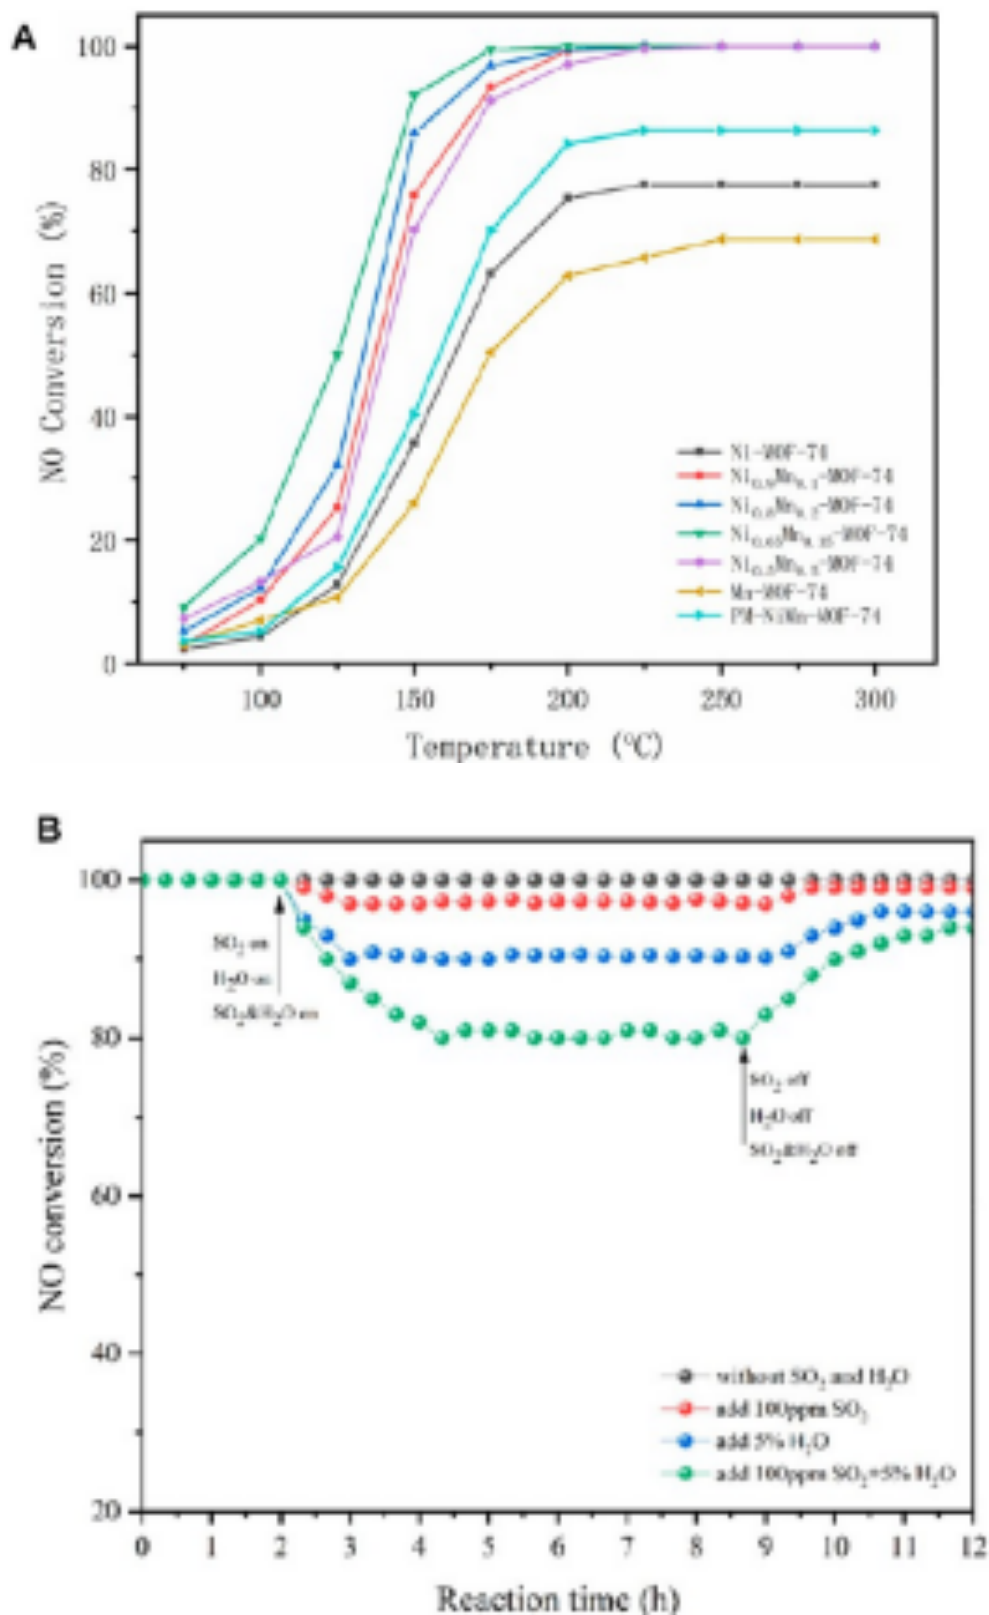 A
NO Conversion (%)
100
80
60
40
20
0
Ni-MOF-74
Ni₀.₉Mn₀.₁-MOF-74
Ni₀.₈Mn₀.₂-MOF-74
Ni₀.₆₅Mn₀.₃₅-MOF-74
Ni₀.₅Mn₀.₅-MOF-74
Mn-MOF-74
PM-NiMn-MOF-74
100 150 200 250 300
Temperature (℃)
B
NO conversion (%)
100
80
60
40
20
SO₂ on
H₂O on
SO₂&H₂O on
SO₂ off
H₂O off
SO₂&H₂O off
without SO₂ and H₂O
add 100ppm SO₂
add 5% H₂O
add 100ppm SO₂+5% H₂O
0 1 2 3 4 5 6 7 8 9 10 11 12
Reaction time (h)